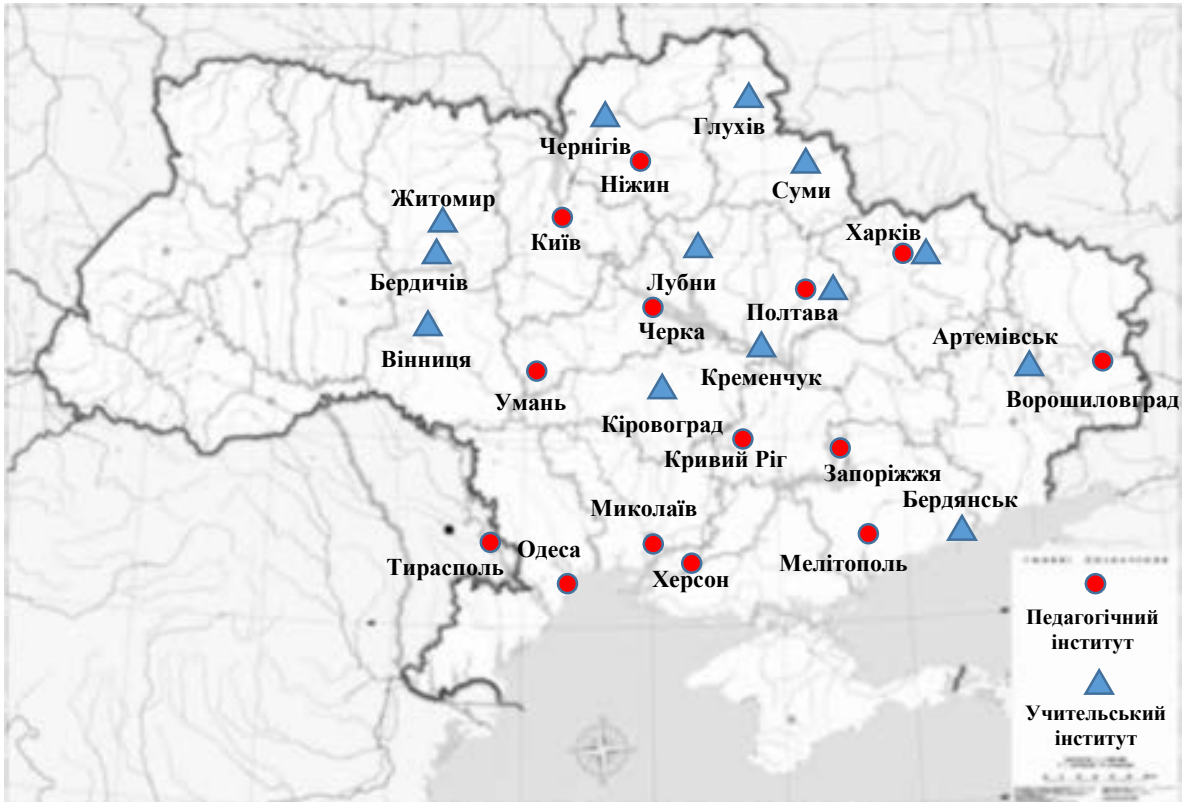 Глухів
Чернігів
Ніжин
Суми
Житомир
Київ
Харків
Бердичів
Лубни
Полтава
Черка
Вінниця
Артемівськ
Кременчук
Умань
Ворошиловград
Кіровоград
Кривий Ріг
Запоріжжя
Бердянськ
Миколаїв
Одеса
Тирасполь
Херсон
Мелітополь
Педагогічний
інститут
Учительський
інститут